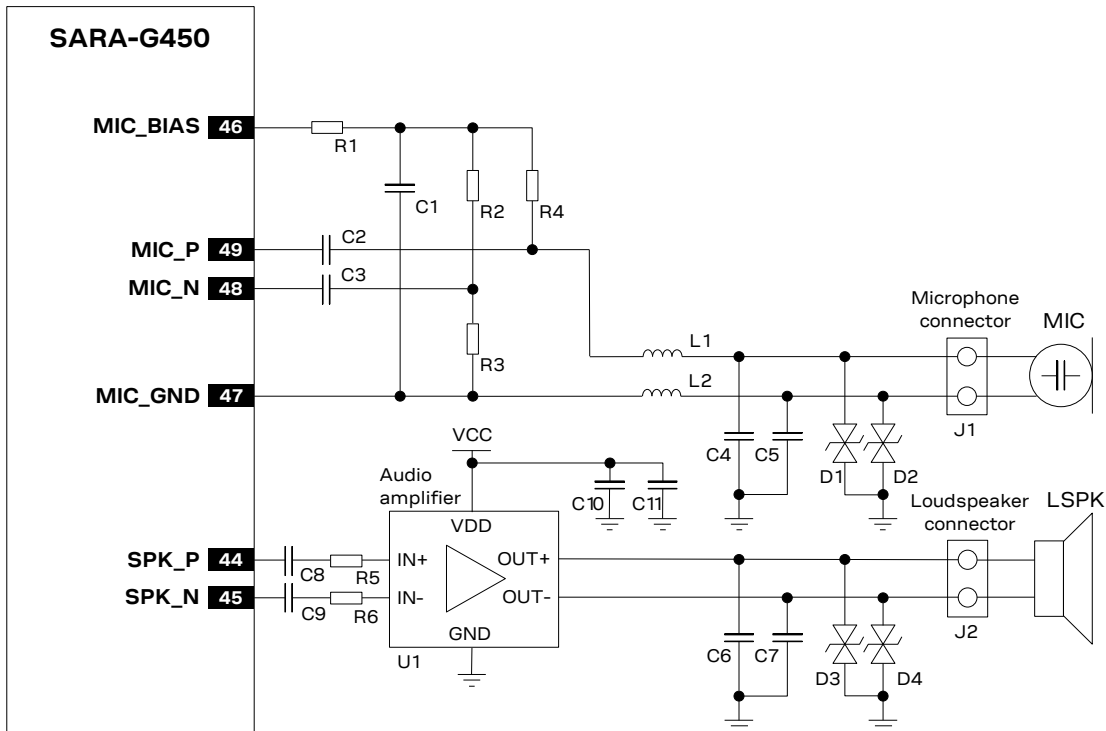 SARA-G450
MIC_BIAS 46
R1
C1
R2
R4
MIC_P 49
C2
MIC_N 48
C3
R3
Microphone
connector
MIC
L1
MIC_GND 47
L2
J1
VCC
C4
C5
D1
D2
Audio
amplifier
C10
C11
Loudspeaker
connector
LSPK
VDD
SPK_P 44
C8
R5
IN+
OUT+
SPK_N 45
C9
R6
IN-
OUT-
GND
J2
U1
C6
C7
D3
D4